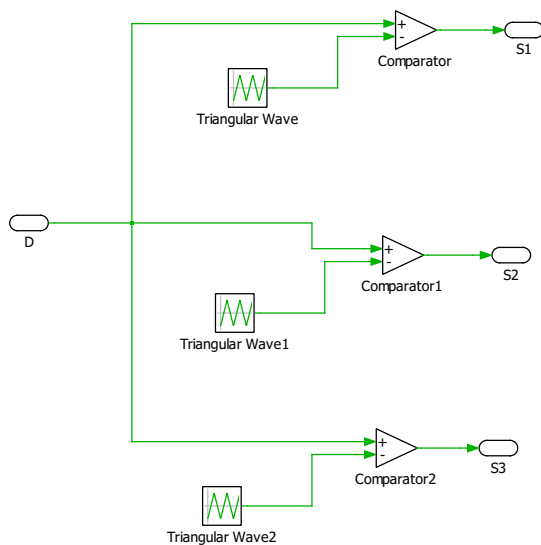 +
-
Comparator
S1
Triangular Wave
D
+
-
Comparator1
S2
Triangular Wave1
+
-
Comparator2
S3
Triangular Wave2